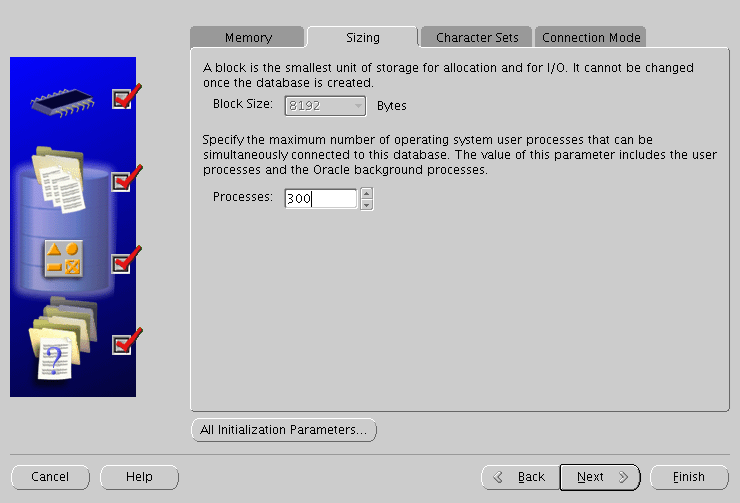 Memory
Sizing
Character Sets
Connection Mode
A block is the smallest unit of storage for allocation and for I/O. It cannot be changed
once the database is created.
Block Size: 8192 Bytes
Specify the maximum number of operating system user processes that can be
simultaneously connected to this database. The value of this parameter includes the user
processes and the Oracle background processes.
Processes: 300
?
All Initialization Parameters...
Cancel
Help
Back
Next
Finish